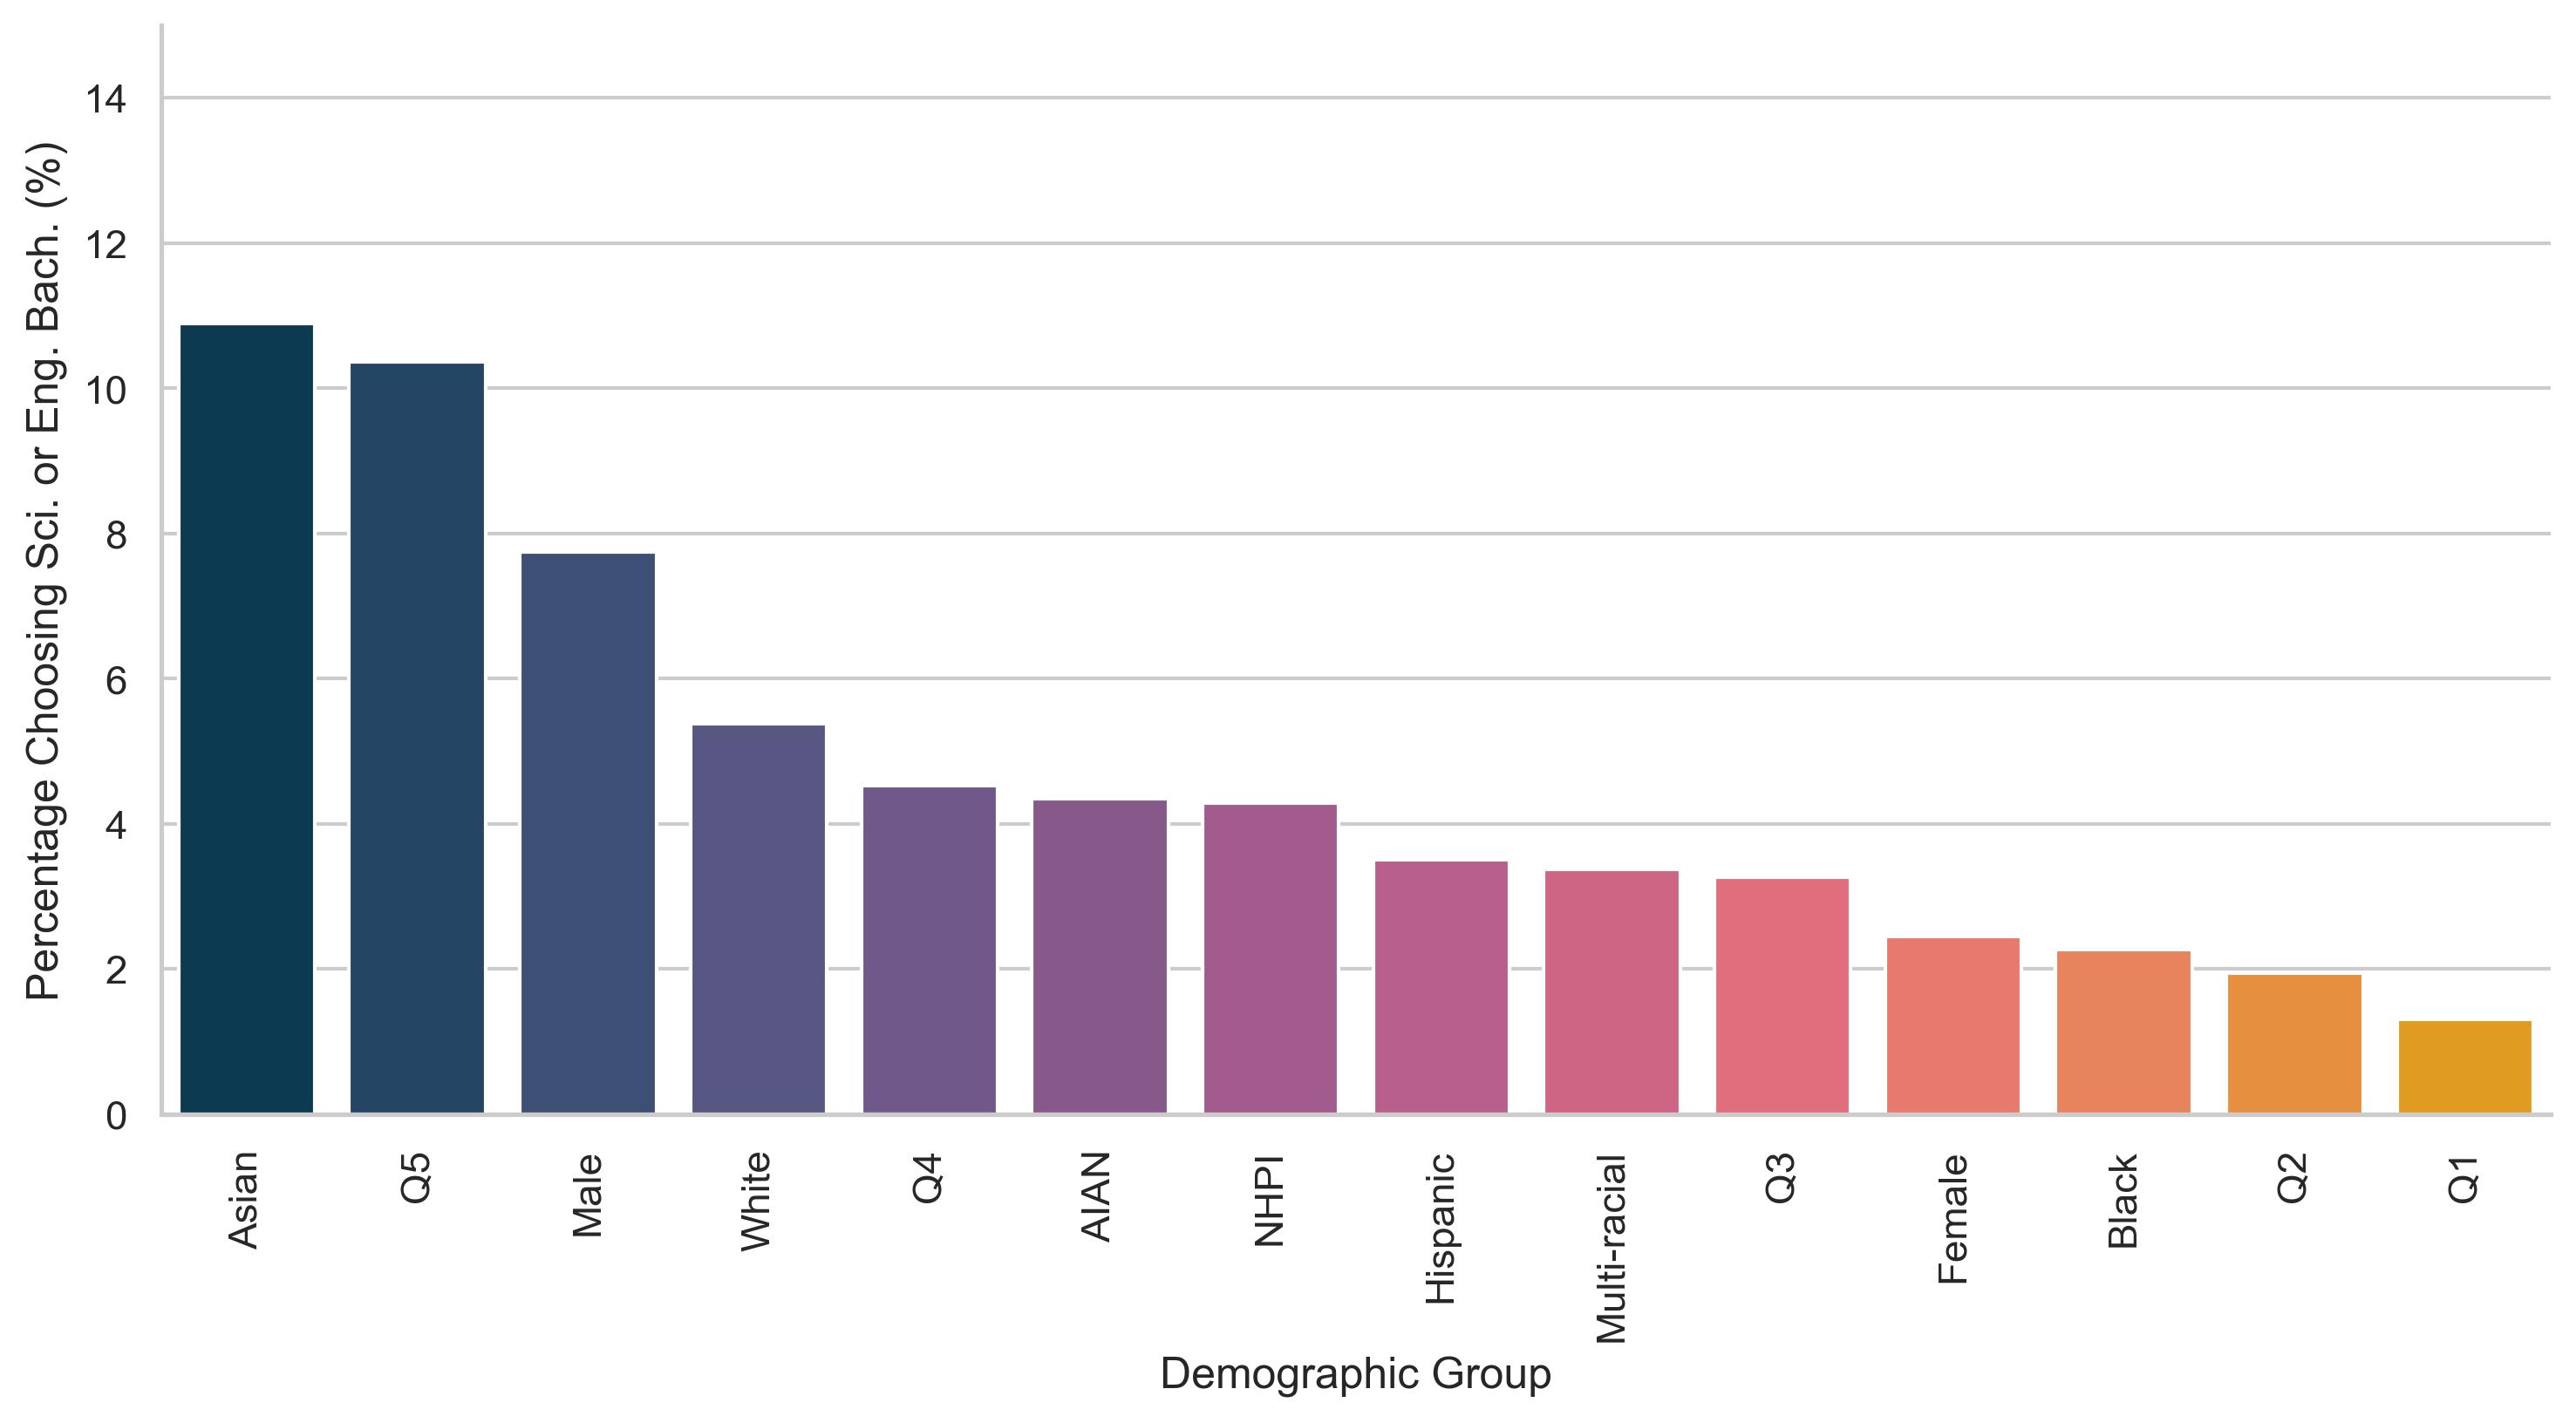 Percentage Choosing Sci. or Eng. Bach. (%)
14
12
10
8
6
4
2
0
Asian
Q5
Male
White
Q4
AIAN
NHPI
Hispanic
Multi-racial
Q3
Female
Black
Q2
Q1
Demographic Group